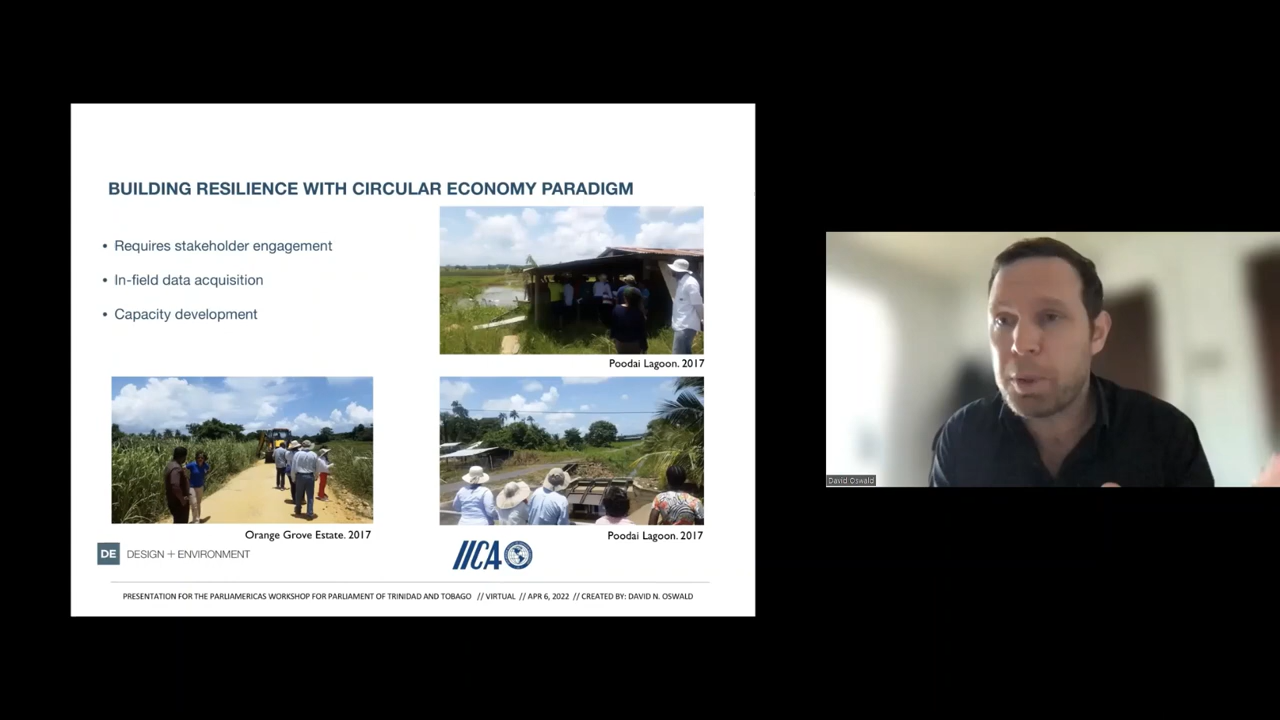 BUILDING RESILIENCE WITH CIRCULAR ECONOMY PARADIGM
• Requires stakeholder engagement
• In-field data acquisition
• Capacity development
Poodai Lagoon. 2017
Orange Grove Estate. 2017
Poodai Lagoon. 2017
DE DESIGN + ENVIRONMENT
IICA
PRESENTATION FOR THE PARLIAMERICAS WORKSHOP FOR PARLIAMENT OF TRINIDAD AND TOBAGO // VIRTUAL // APR 6, 2022 // CREATED BY: DAVID N. OSWALD
David Oswald